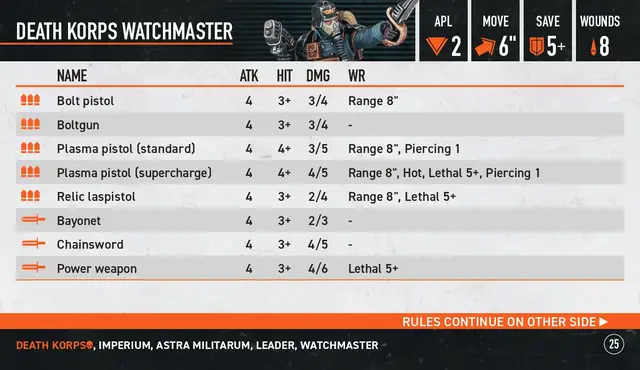 DEATH KORPS WATCHMASTER
APL 2 MOVE 6" SAVE 5+ WOUNDS 8
NAME ATK HIT DMG WR
Bolt pistol 4 3+ 3/4 Range 8"
Boltgun 4 3+ 3/4 -
Plasma pistol (standard) 4 4+ 3/5 Range 8", Piercing 1
Plasma pistol (supercharge) 4 4+ 4/5 Range 8", Hot, Lethal 5+, Piercing 1
Relic laspistol 4 3+ 2/4 Range 8", Lethal 5+
Bayonet 4 3+ 2/3 -
Chainsword 4 3+ 4/5 -
Power weapon 4 3+ 4/6 Lethal 5+
RULES CONTINUE ON OTHER SIDE ▶
DEATH KORPS💀, IMPERIUM, ASTRA MILITARUM, LEADER, WATCHMASTER 25